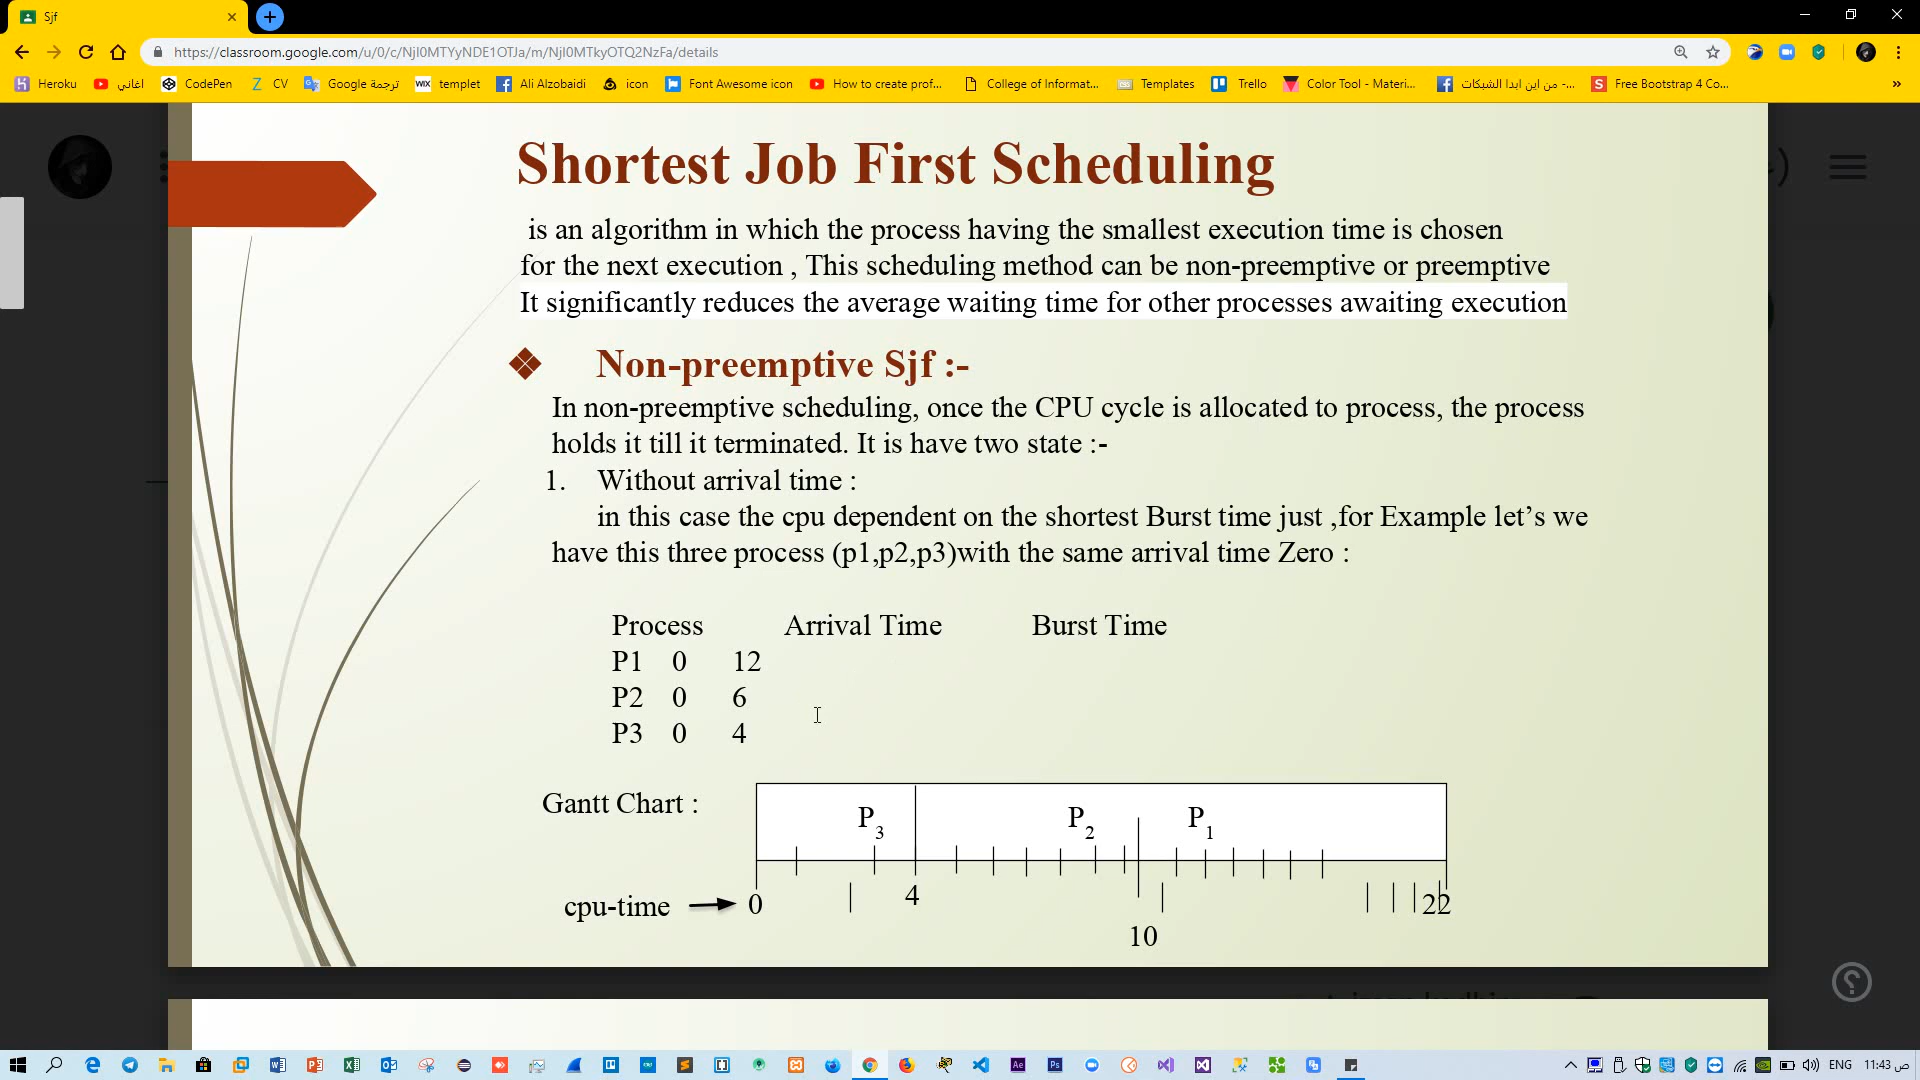 Sjf
https://classroom.google.com/u/0/c/NjI0MTYyNDE1OTJa/m/NjI0MTkyOTQ2NzFa/details
Heroku
اغاني
CodePen
CV
Google ترجمة
templet
Ali Alzobaidi
icon
Font Awesome icon
How to create prof...
College of Informat...
Templates
Trello
Color Tool - Materi...
من اين ابدا الشبكات -...
Free Bootstrap 4 Co...
Shortest Job First Scheduling
is an algorithm in which the process having the smallest execution time is chosen
for the next execution , This scheduling method can be non-preemptive or preemptive
It significantly reduces the average waiting time for other processes awaiting execution
❖ Non-preemptive Sjf :-
In non-preemptive scheduling, once the CPU cycle is allocated to process, the process
holds it till it terminated. It is have two state :-
1. Without arrival time :
in this case the cpu dependent on the shortest Burst time just ,for Example let’s we
have this three process (p1,p2,p3)with the same arrival time Zero :
Process Arrival Time Burst Time
P1 0 12
P2 0 6
P3 0 4
Gantt Chart :
P3 P2 P1
cpu-time 0 4 22
10
ENG 11:43 ص